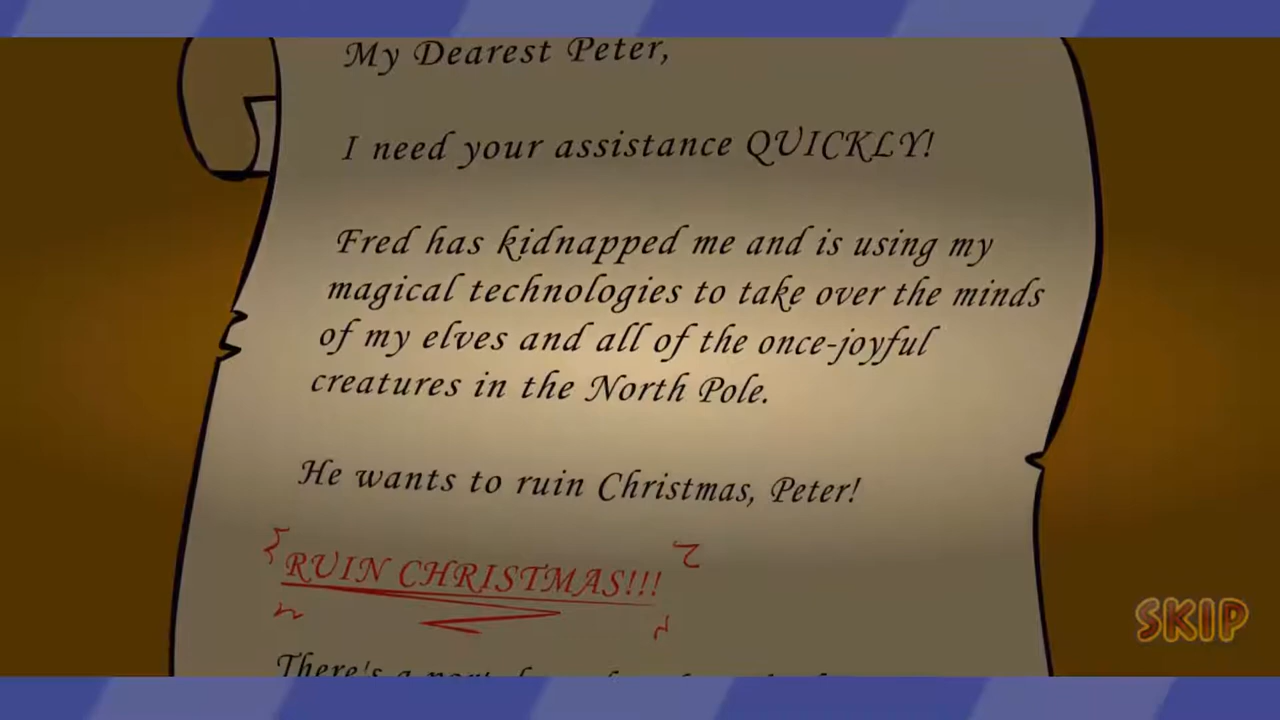 My Dearest Peter,
I need your assistance QUICKLY!
Fred has kidnapped me and is using my
magical technologies to take over the minds
of my elves and all of the once-joyful
creatures in the North Pole.
He wants to ruin Christmas, Peter!
RUIN CHRISTMAS!!!
SKIP
There's a